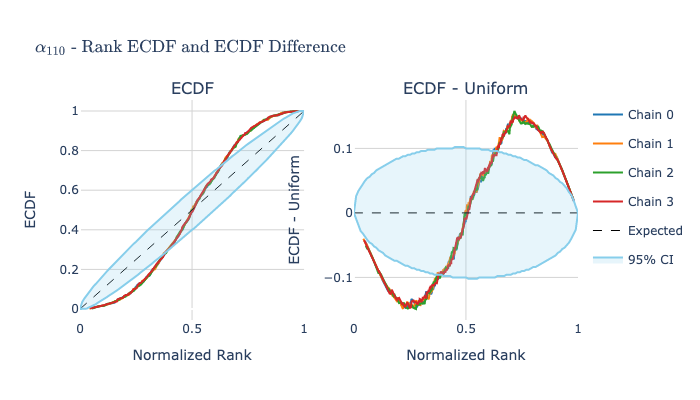 α₁₁₀ - Rank ECDF and ECDF Difference
ECDF
ECDF - Uniform
ECDF
1
0.8
0.6
0.4
0.2
0
0
0.5
1
Normalized Rank
ECDF - Uniform
0.1
0
−0.1
0
0.5
1
Normalized Rank
Chain 0
Chain 1
Chain 2
Chain 3
Expected
95% CI